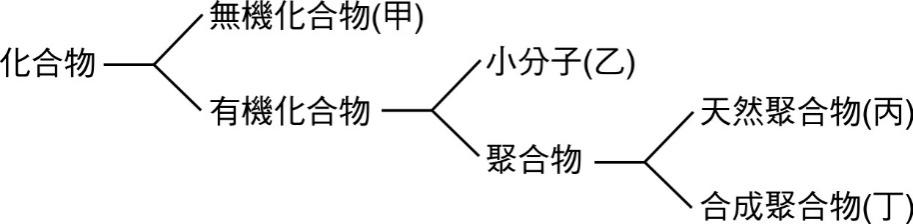 無機化合物(甲)
化合物
小分子(乙)
有機化合物
天然聚合物(丙)
聚合物
合成聚合物(丁)